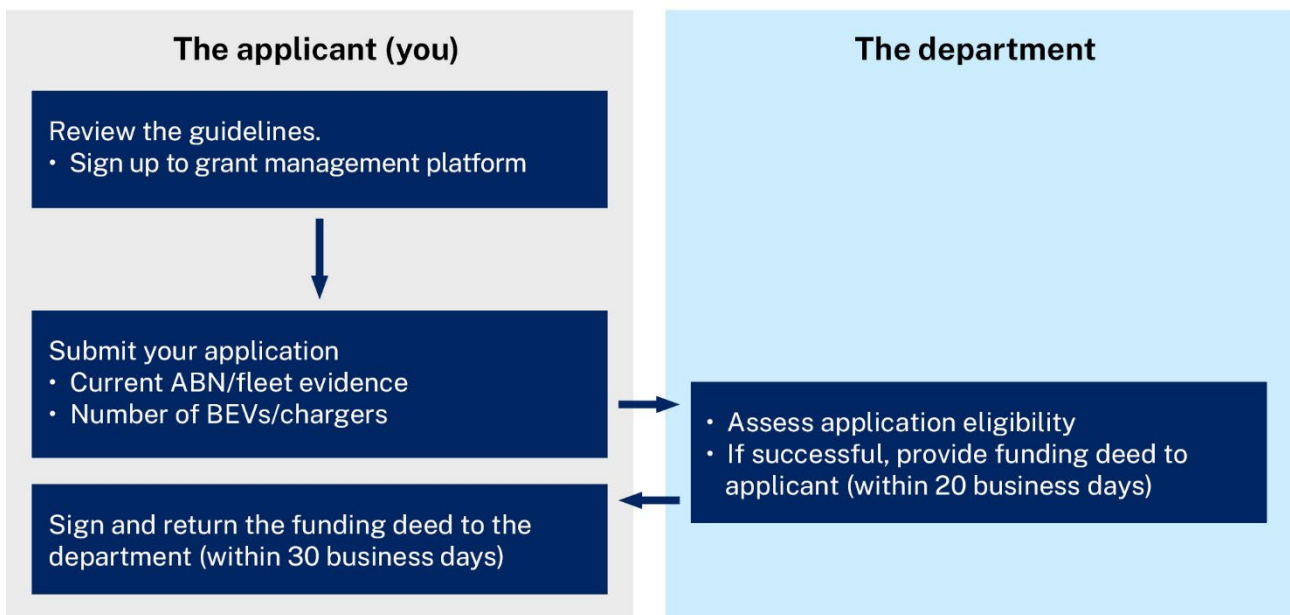 The applicant (you)
Review the guidelines.
• Sign up to grant management platform
Submit your application
• Current ABN/fleet evidence
• Number of BEVs/chargers
Sign and return the funding deed to the
department (within 30 business days)
The department
• Assess application eligibility
• If successful, provide funding deed to
applicant (within 20 business days)